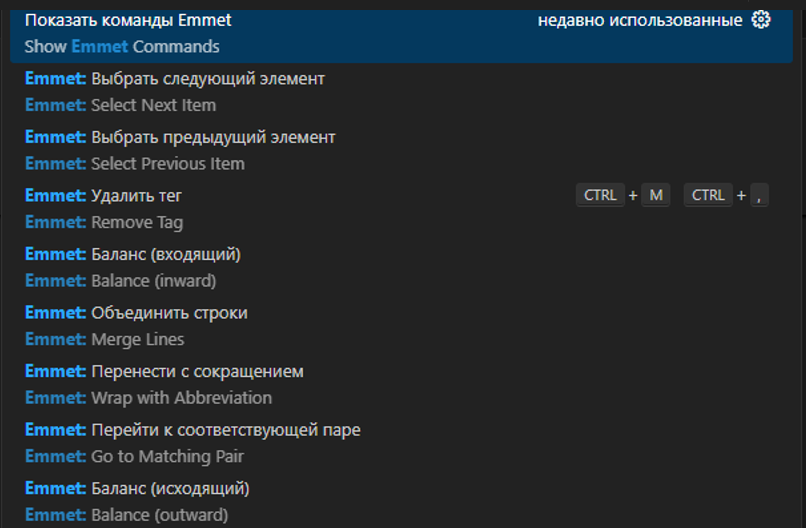 Показать команды Emmet недавно использованные
Show Emmet Commands
Emmet: Выбрать следующий элемент
Emmet: Select Next Item
Emmet: Выбрать предыдущий элемент
Emmet: Select Previous Item
Emmet: Удалить тег CTRL + M CTRL + ,
Emmet: Remove Tag
Emmet: Баланс (входящий)
Emmet: Balance (inward)
Emmet: Объединить строки
Emmet: Merge Lines
Emmet: Перенести с сокращением
Emmet: Wrap with Abbreviation
Emmet: Перейти к соответствующей паре
Emmet: Go to Matching Pair
Emmet: Баланс (исходящий)
Emmet: Balance (outward)